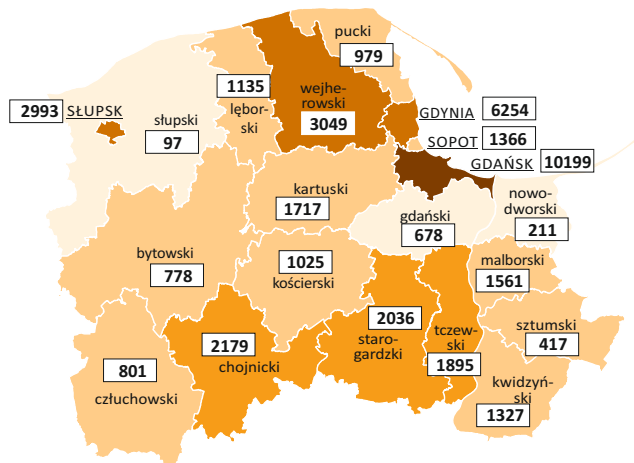 pucki
979
1135
lębor-
ski
wejhe-
rowski
3049
2993 SŁUPSK
słupski
97
GDYNIA 6254
SOPOT 1366
GDAŃSK 10199
kartuski
1717
gdański
678
nowo-
dworski
211
bytowski
778
1025
kościerski
malborski
1561
2036
staro-
gardzki
tczew-
ski
1895
sztumski
417
2179
chojnicki
801
człuchowski
kwidzyń-
ski
1327